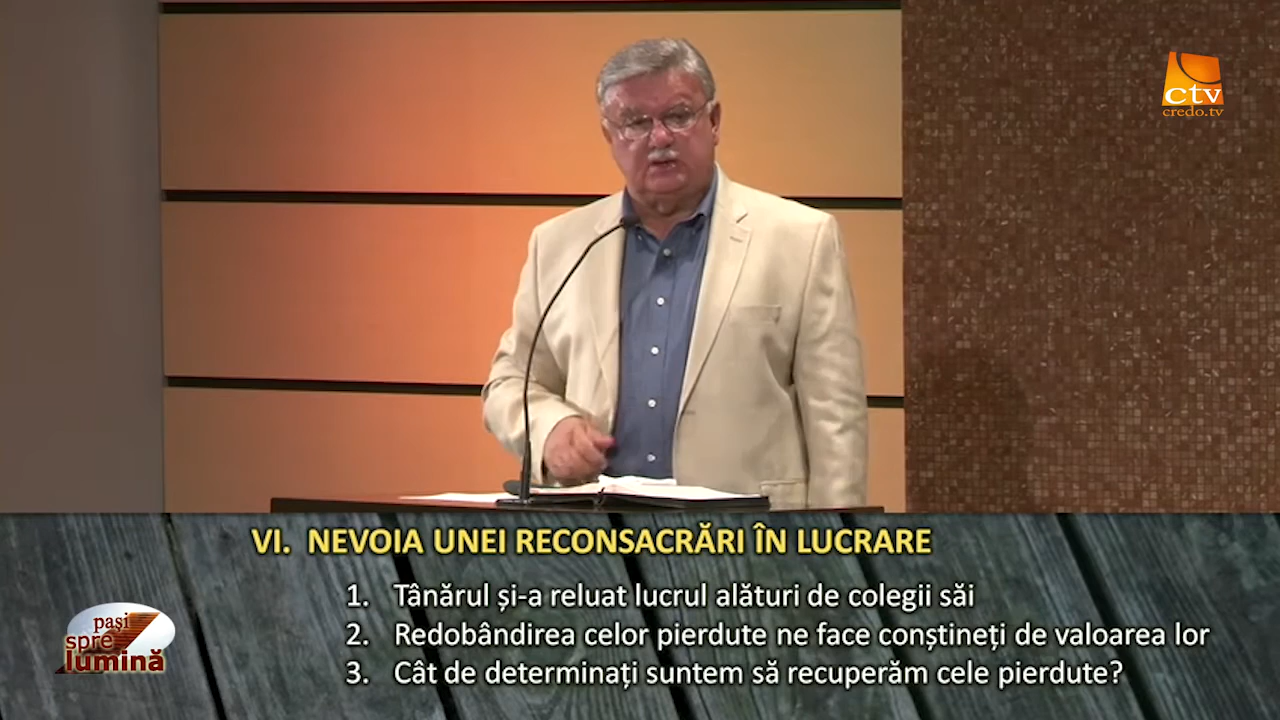 ctv
credo.tv
VI. NEVOIA UNEI RECONSACRĂRI ÎN LUCRARE
1. Tânărul și-a reluat lucrul alături de colegii săi
2. Redobândirea celor pierdute ne face conștineți de valoarea lor
3. Cât de determinați suntem să recuperăm cele pierdute?
pași
spre
lumină